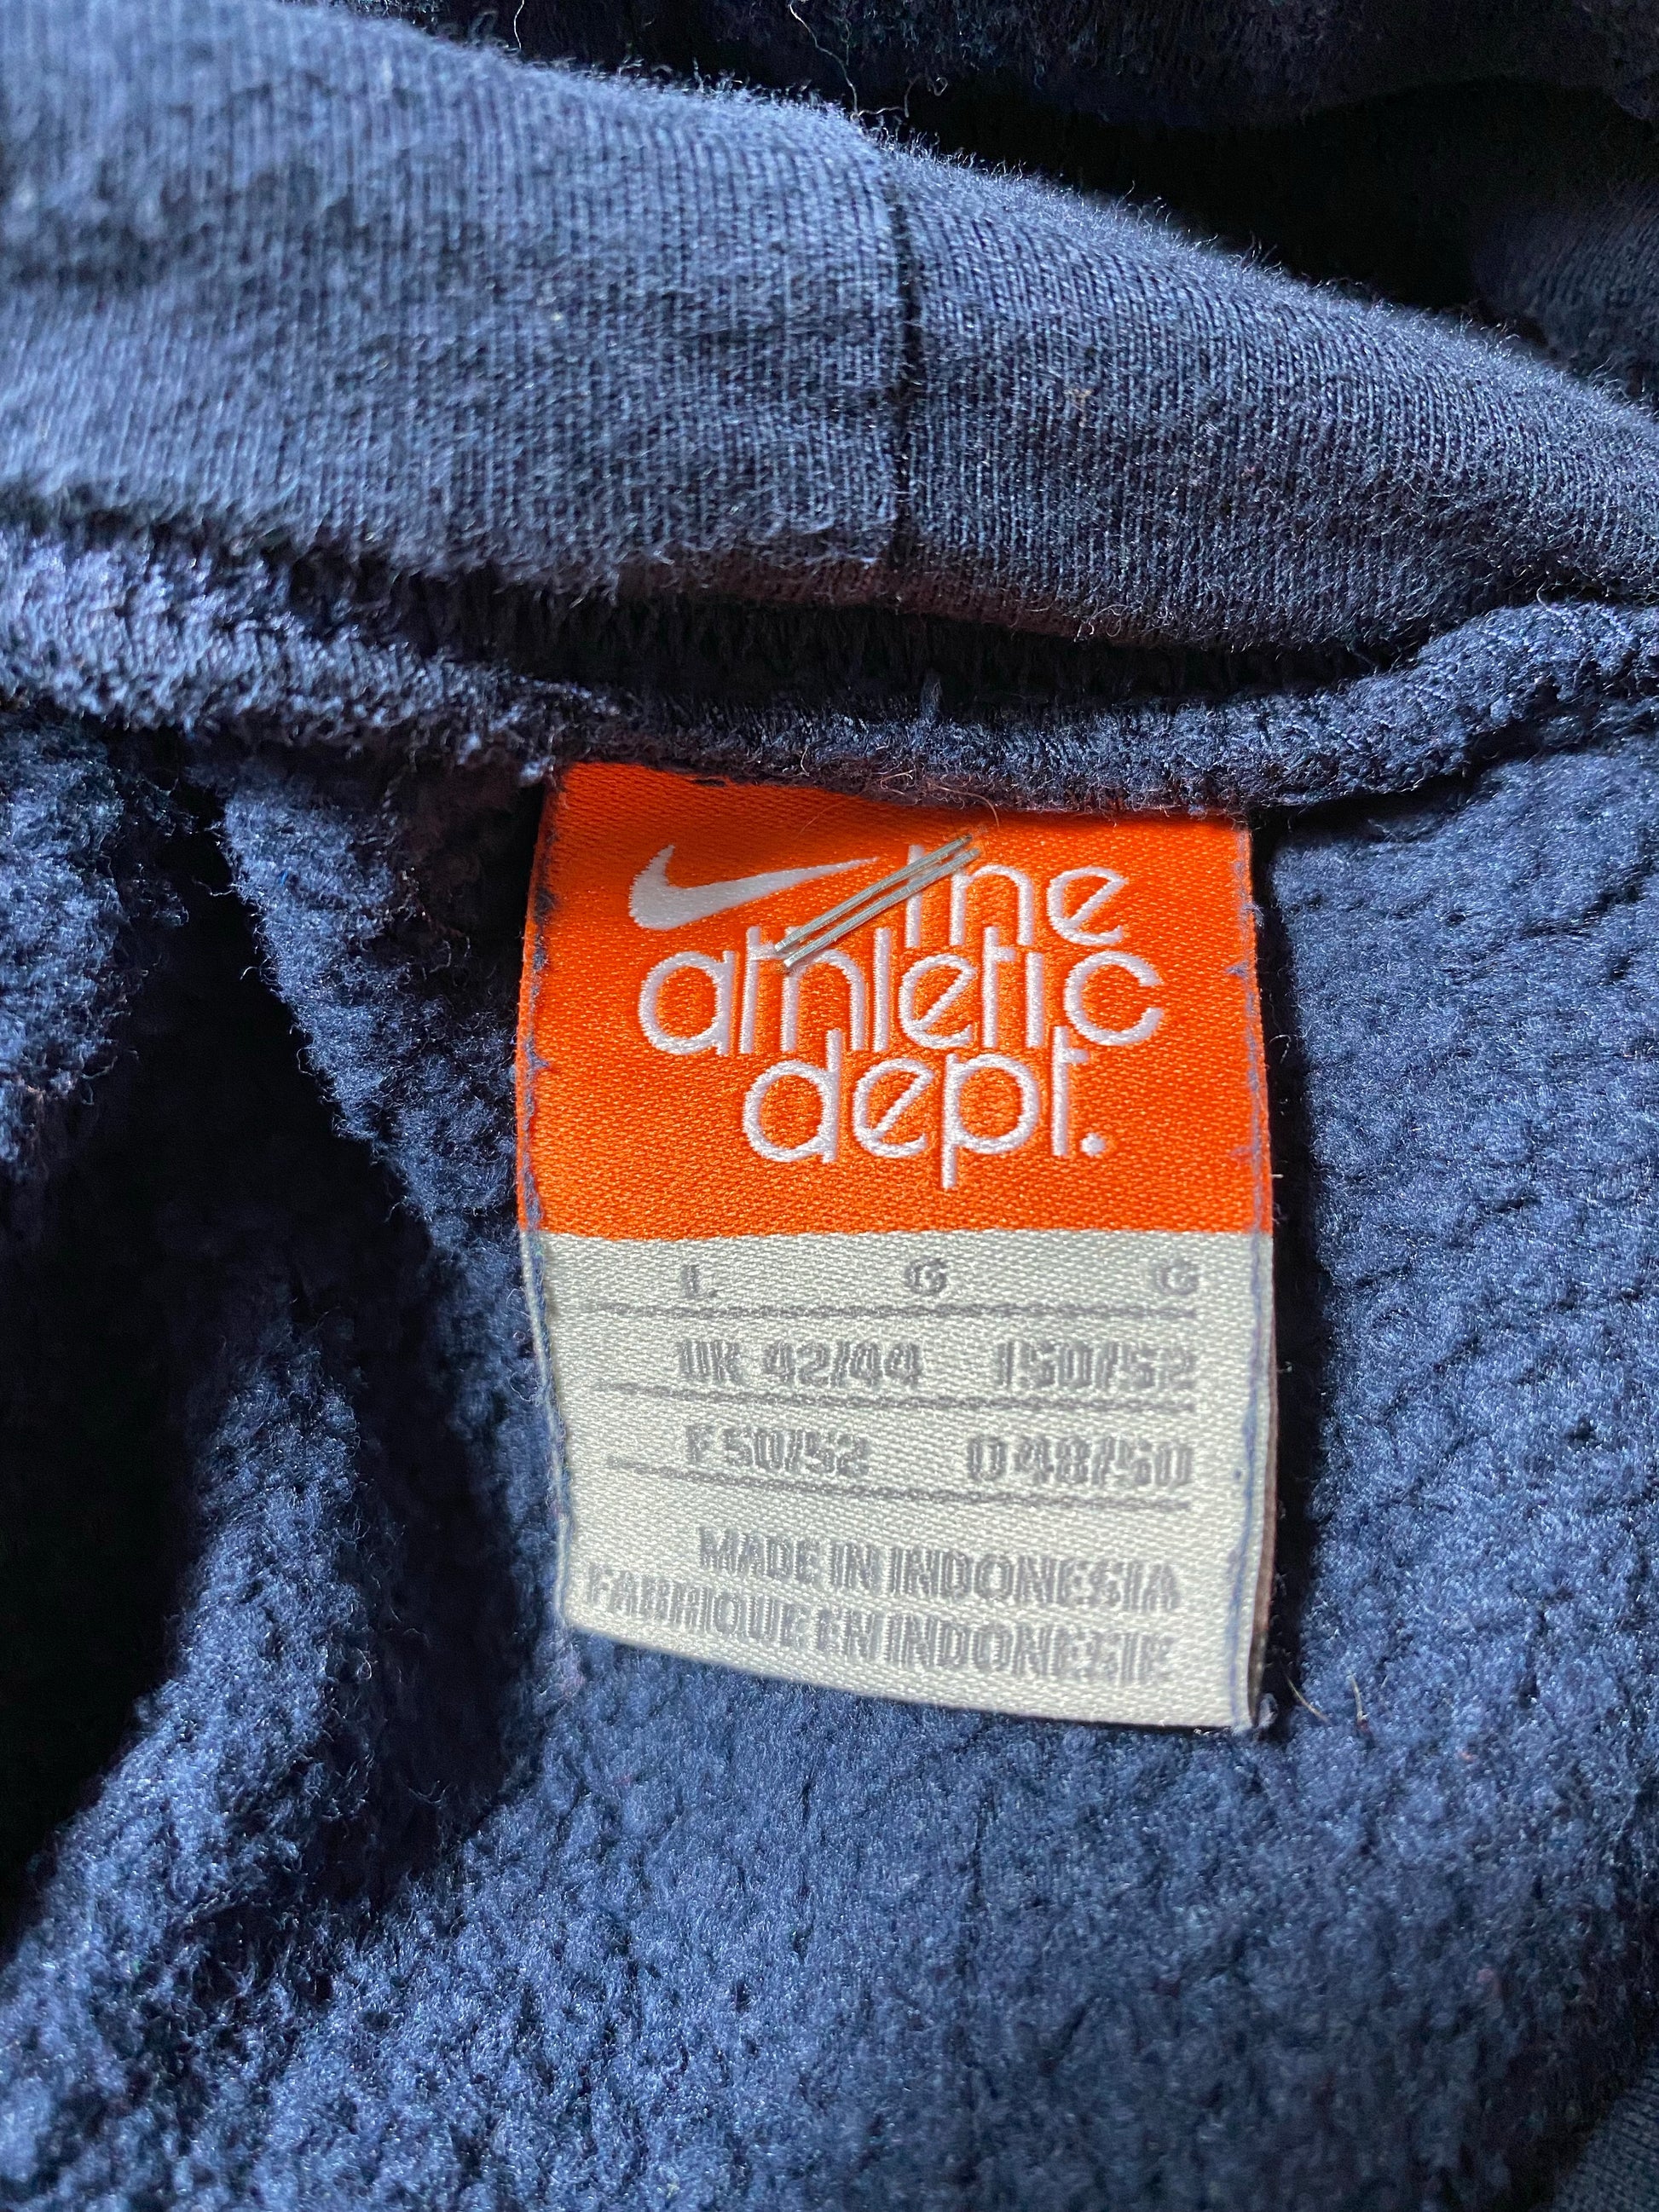 the
athletic
dept.
L G G
UK 42/44 I 50/52
F 50/52 D 48/50
MADE IN INDONESIA
FABRIQUE EN INDONESIE